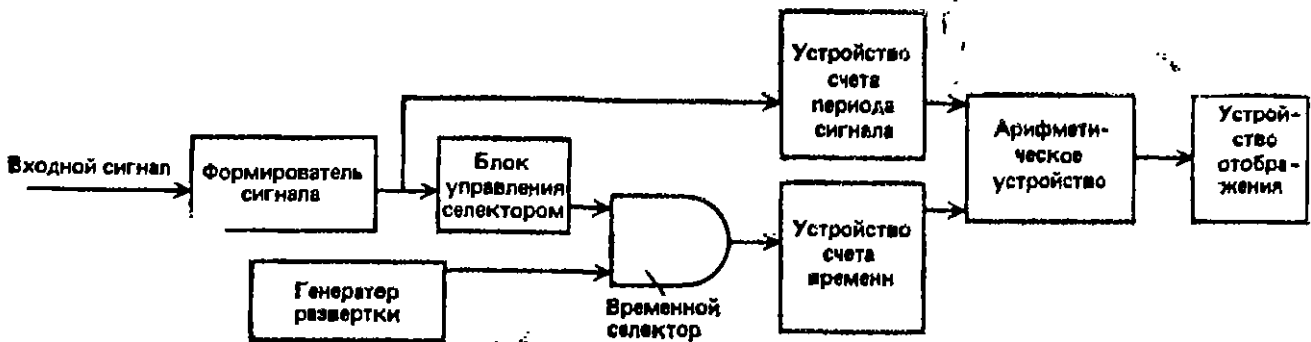 Входной сигнал
Формирователь
сигнала
Блок
управления
селектором
Генератор
развертки
Временной
селектор
Устройство
счета
периода
сигнала
Устройство
счета
времени
Арифмети-
ческое
устройство
Устрой-
ство
отобра-
жения